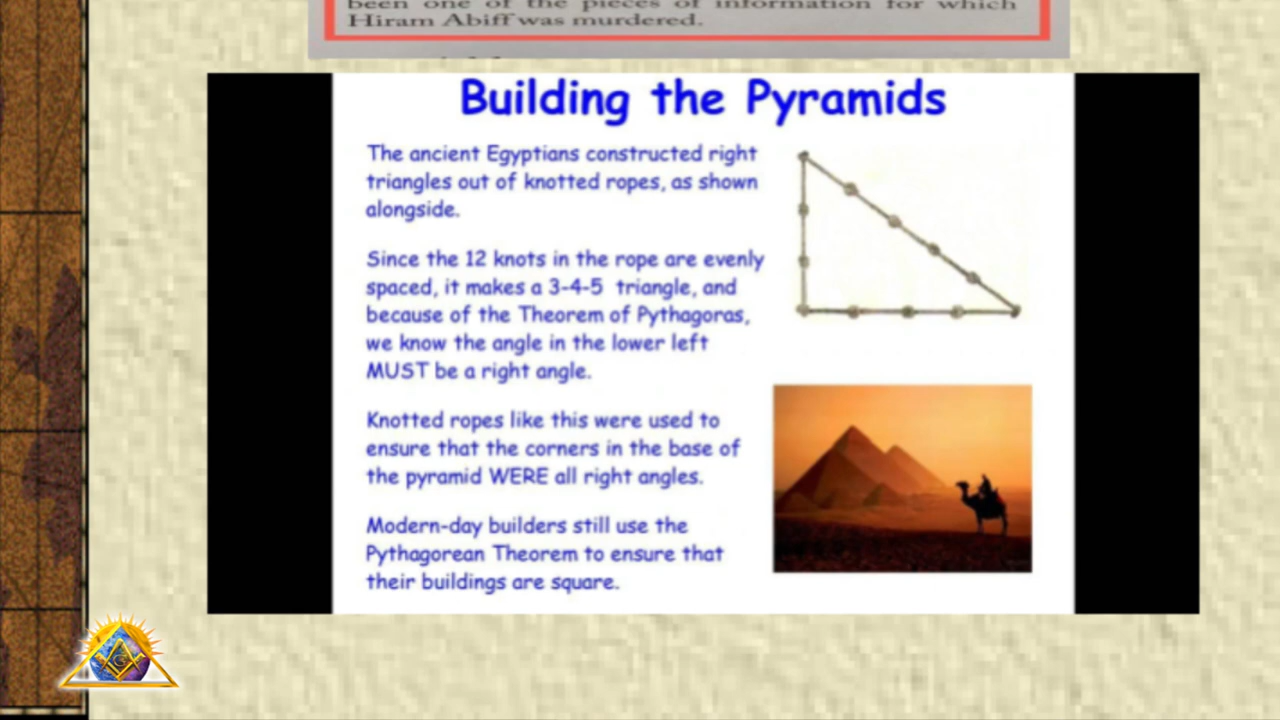 been one of the pieces of information for which
Hiram Abiff was murdered.
Building the Pyramids
The ancient Egyptians constructed right
triangles out of knotted ropes, as shown
alongside.
Since the 12 knots in the rope are evenly
spaced, it makes a 3-4-5 triangle, and
because of the Theorem of Pythagoras,
we know the angle in the lower left
MUST be a right angle.
Knotted ropes like this were used to
ensure that the corners in the base of
the pyramid WERE all right angles.
Modern-day builders still use the
Pythagorean Theorem to ensure that
their buildings are square.
G